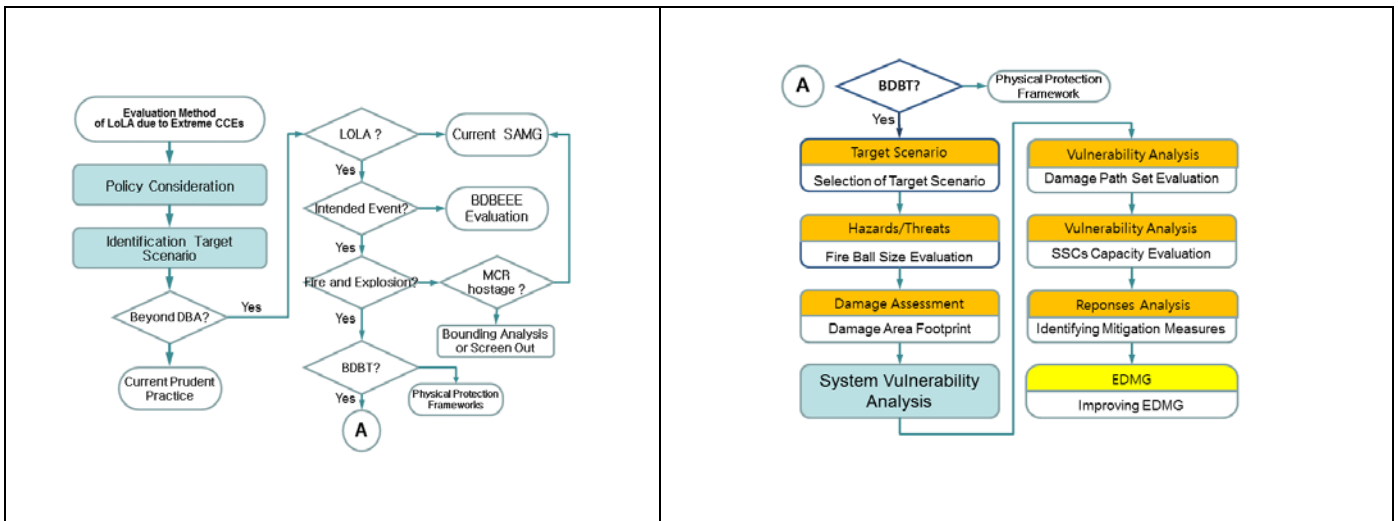 Evaluation Method
of LoLA due to Extreme CCEs
Policy Consideration
Identification Target
Scenario
Beyond DBA?
Yes
Current Prudent
Practice
LOLA ?
Current SAMG
Yes
Intended Event?
BDBEEE
Evaluation
Yes
Fire and Explosion?
MCR
hostage ?
Yes
Bounding Analysis
or Screen Out
BDBT?
Physical Protection
Frameworks
Yes
A
A
BDBT?
Physical Protection
Framework
Yes
Target Scenario
Selection of Target Scenario
Hazards/Threats
Fire Ball Size Evaluation
Damage Assessment
Damage Area Footprint
System Vulnerability
Analysis
Vulnerability Analysis
Damage Path Set Evaluation
Vulnerability Analysis
SSCs Capacity Evaluation
Reponses Analysis
Identifying Mitigation Measures
EDMG
Improving EDMG